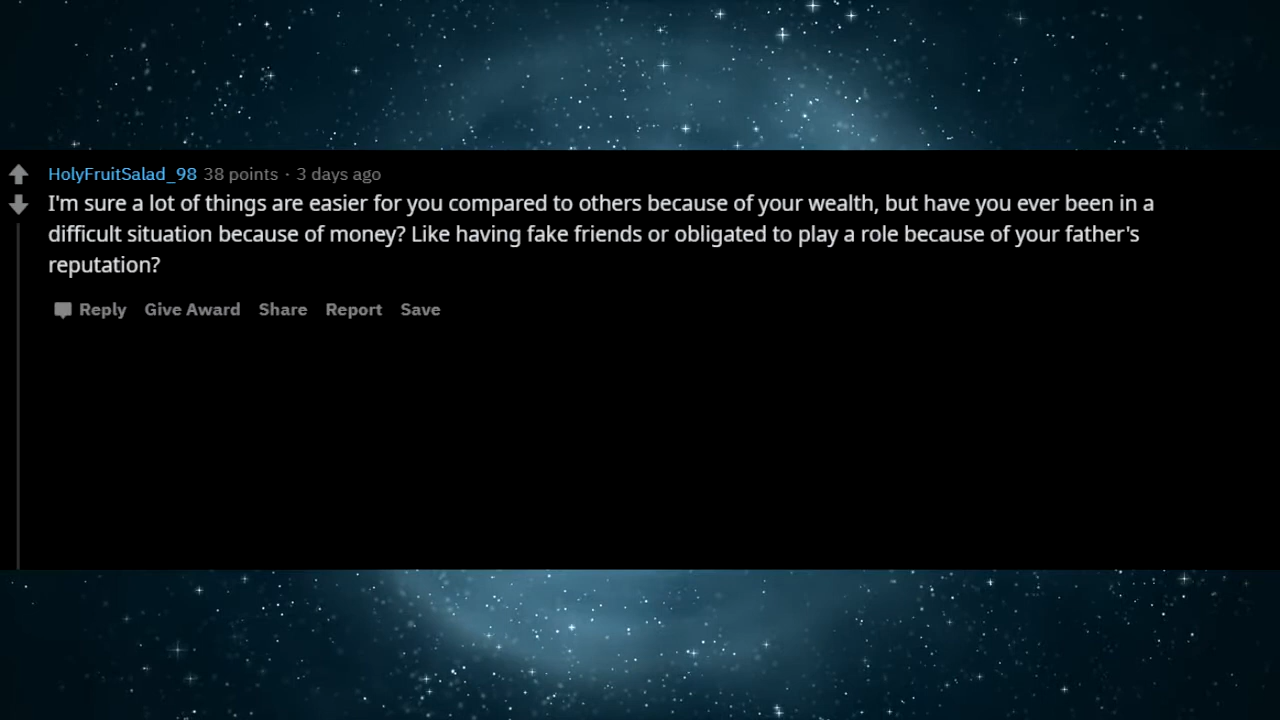 HolyFruitSalad_98 38 points · 3 days ago
I'm sure a lot of things are easier for you compared to others because of your wealth, but have you ever been in a
difficult situation because of money? Like having fake friends or obligated to play a role because of your father's
reputation?
Reply Give Award Share Report Save